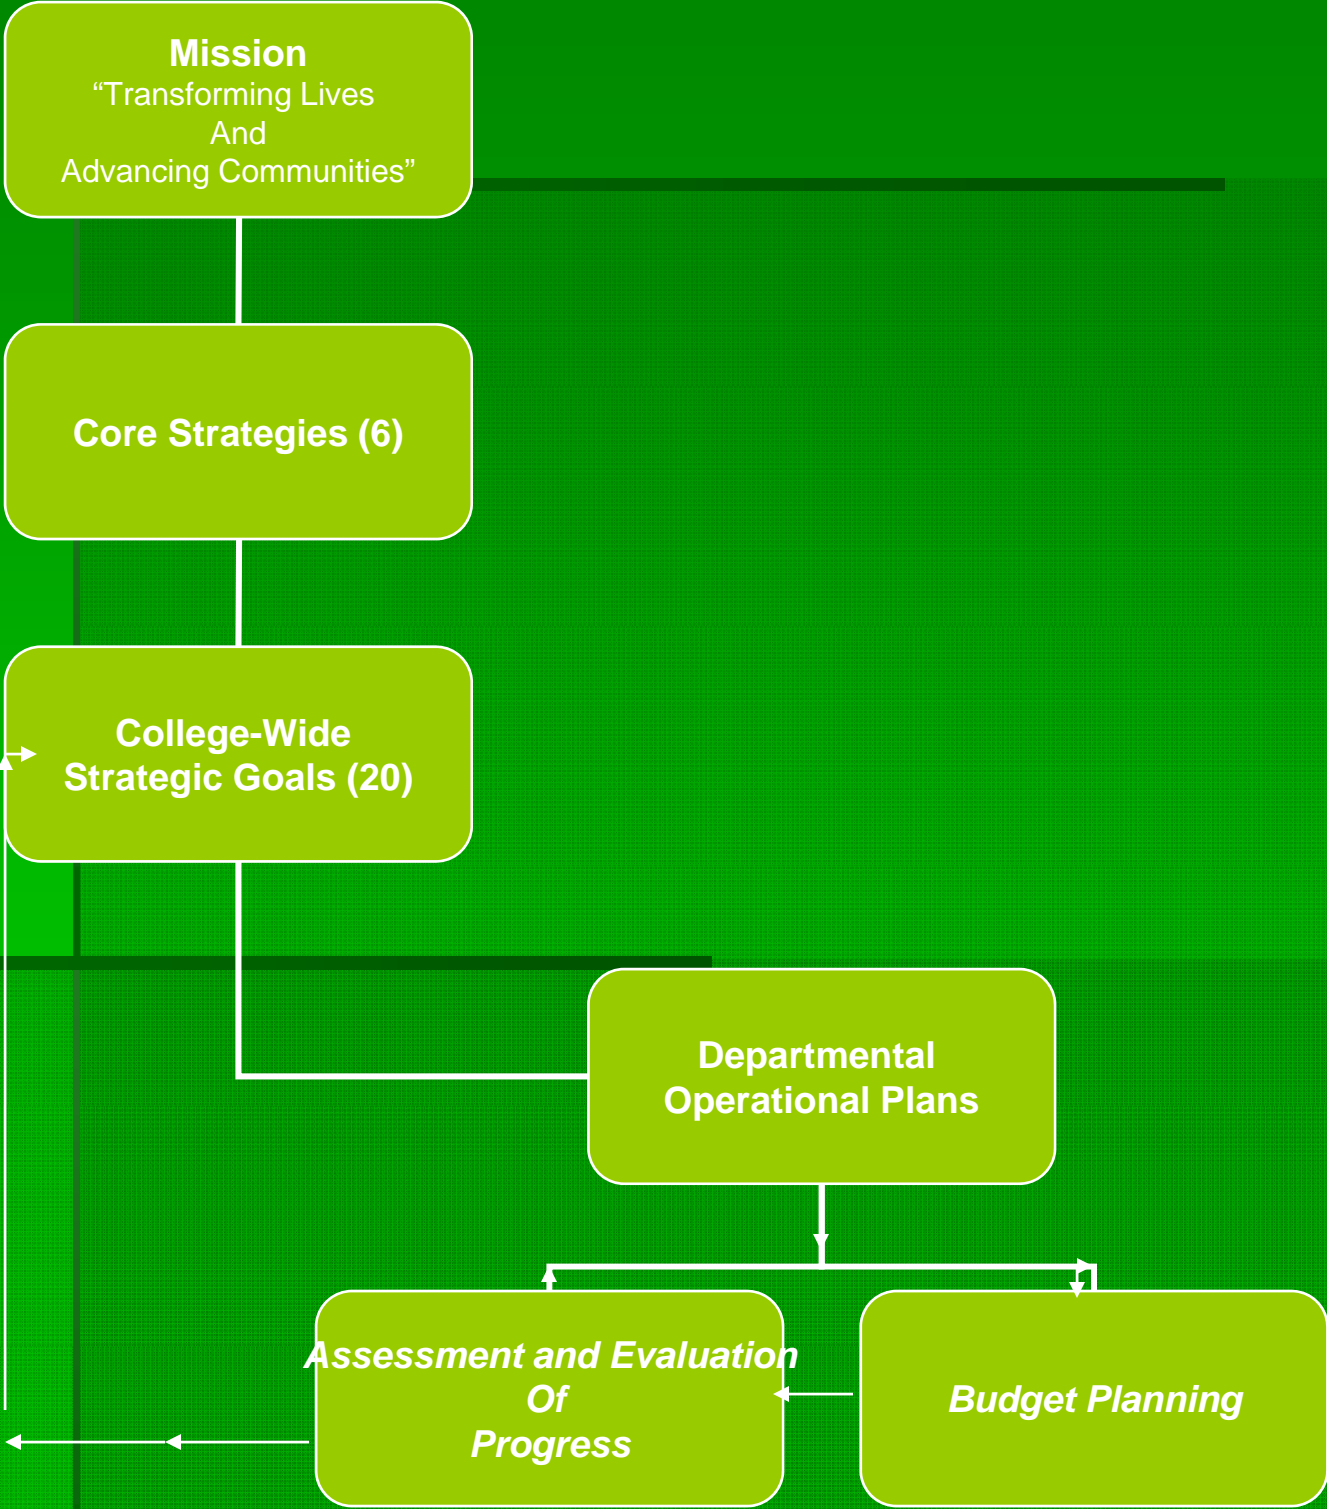 Mission
“Transforming Lives
And
Advancing Communities”
Core Strategies (6)
College-Wide
Strategic Goals (20)
Departmental
Operational Plans
Assessment and Evaluation
Of
Progress
Budget Planning